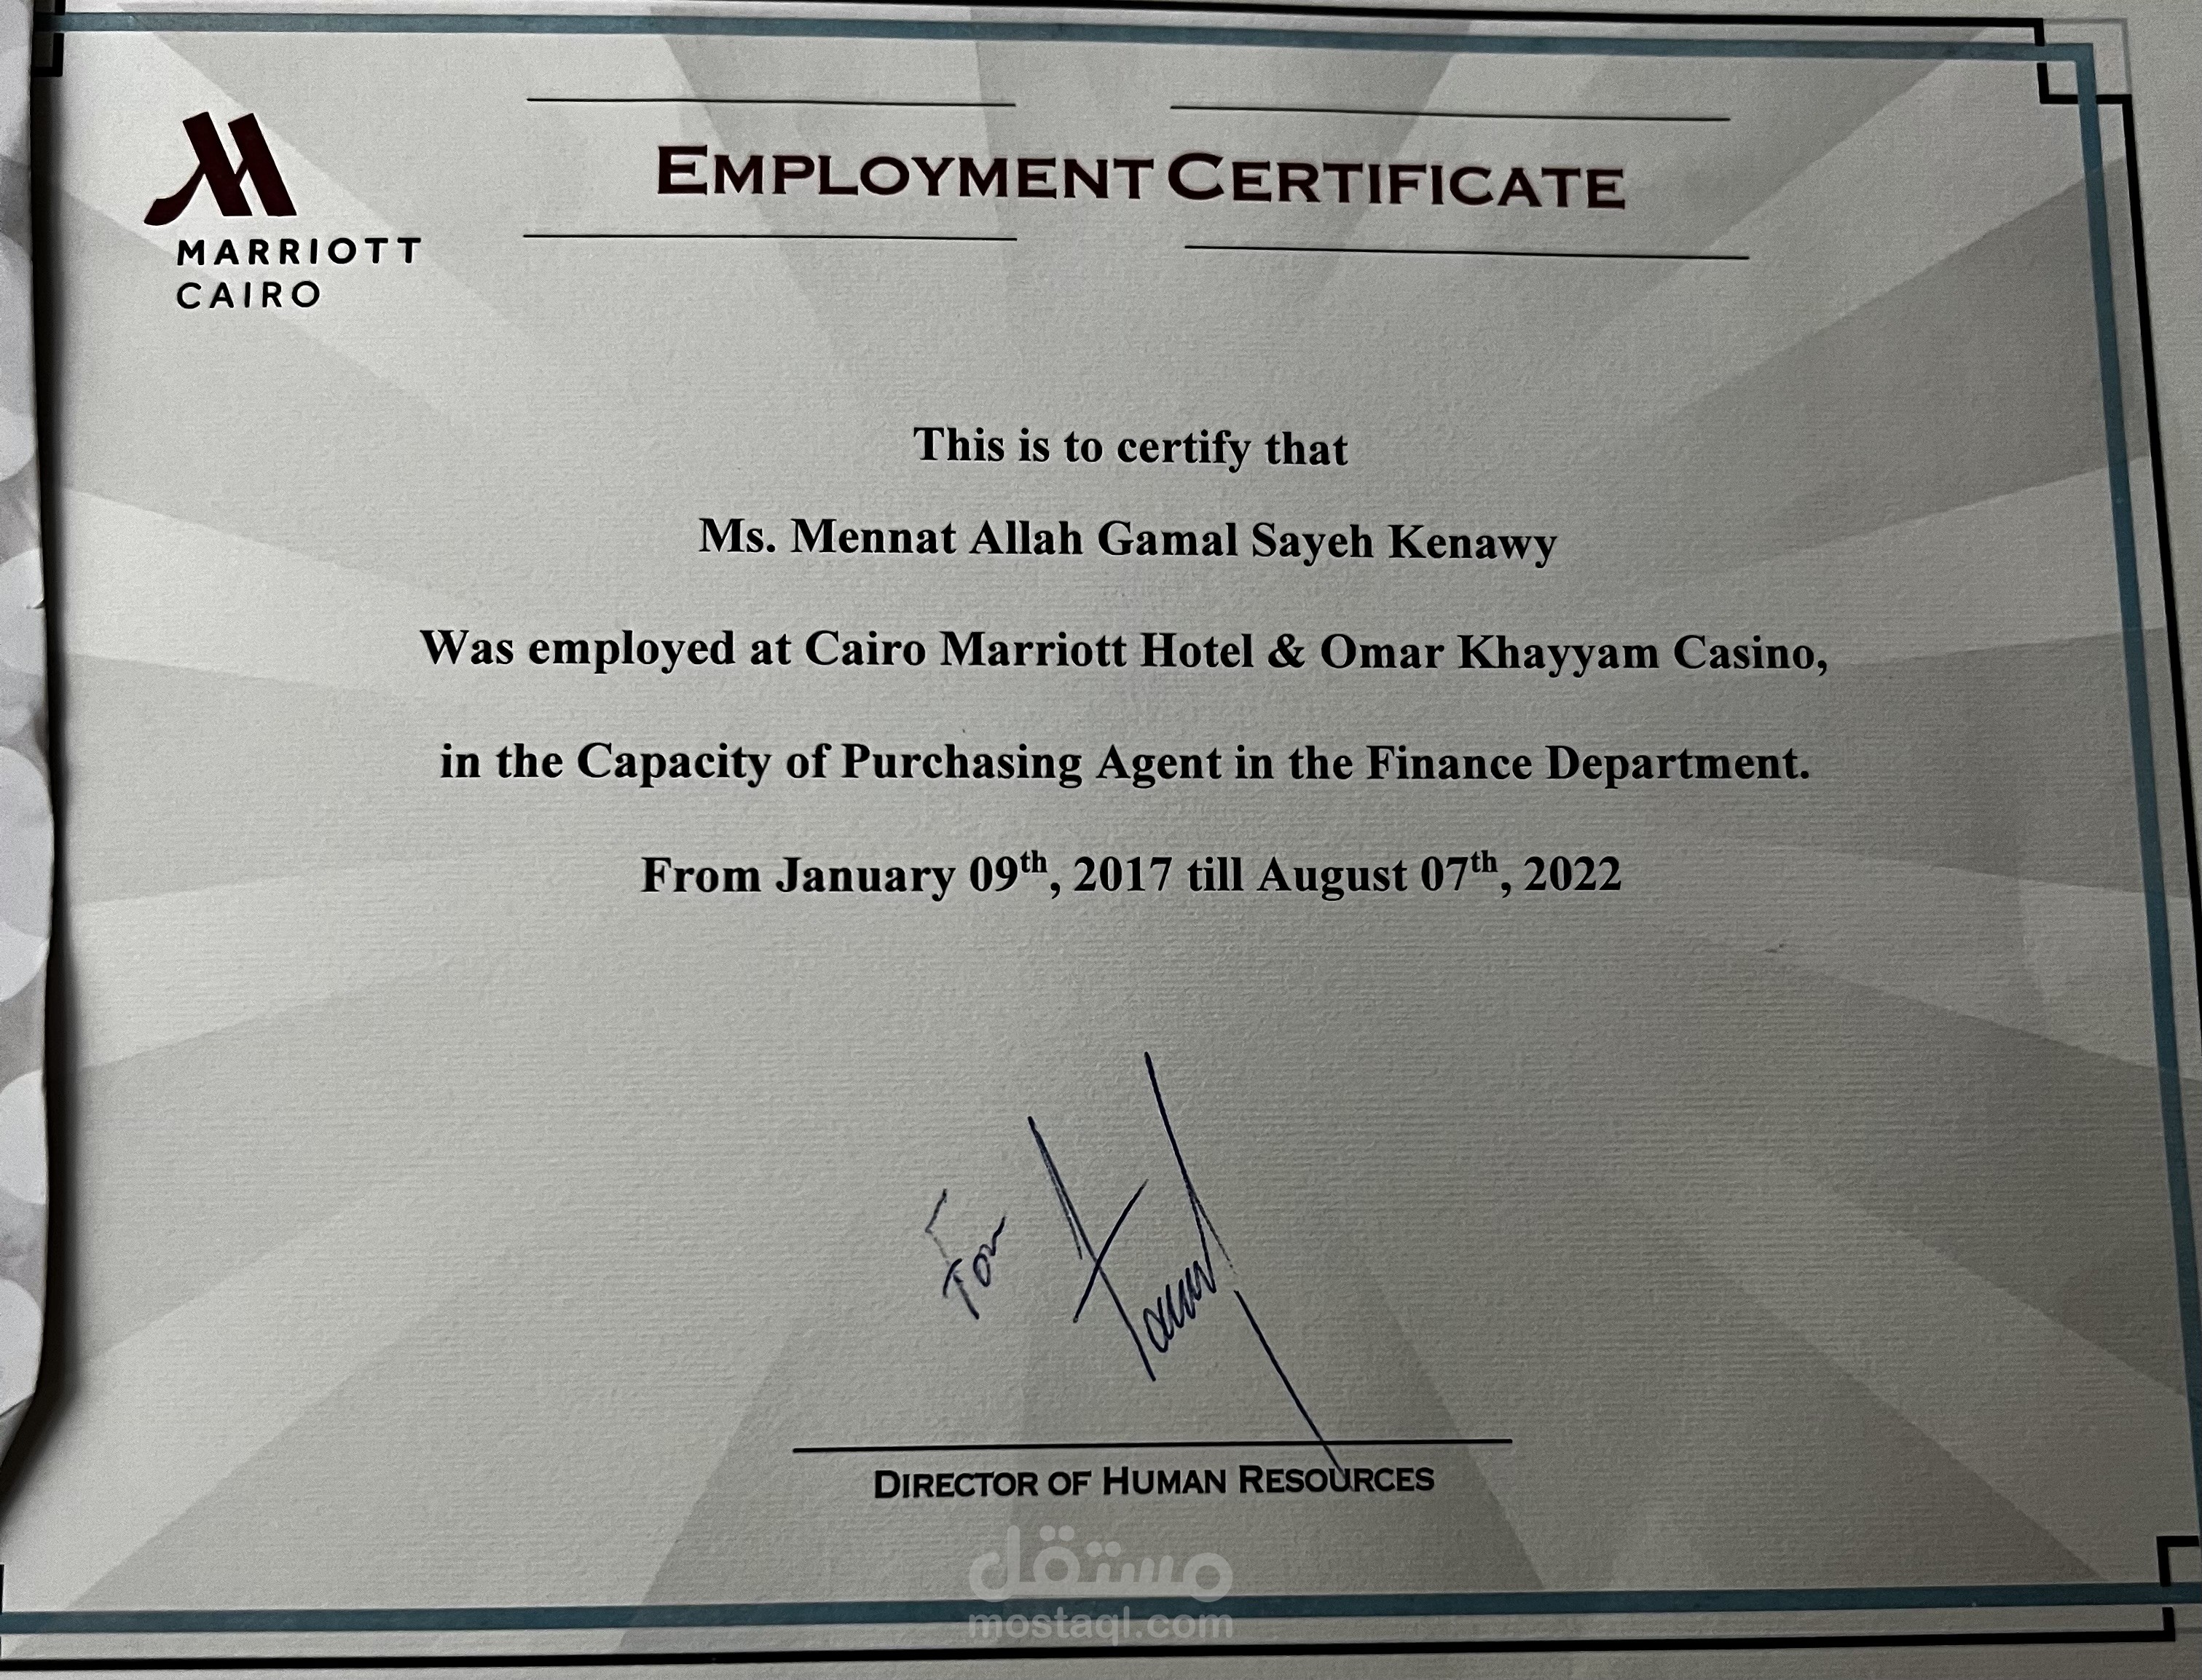 EMPLOYMENT CERTIFICATE
MARRIOTT
CAIRO
This is to certify that
Ms. Mennat Allah Gamal Sayeh Kenawy
Was employed at Cairo Marriott Hotel & Omar Khayyam Casino,
in the Capacity of Purchasing Agent in the Finance Department.
From January 09th, 2017 till August 07th, 2022
For
DIRECTOR OF HUMAN RESOURCES
مستقل
mostaql.com